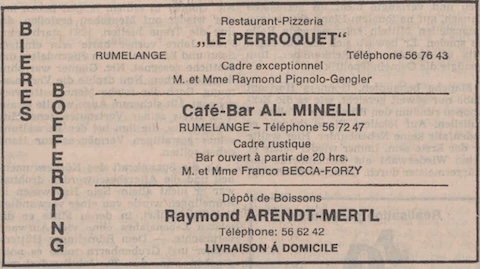 BIERES
BOFFERDING
Restaurant-Pizzeria
„LE PERROQUET“
RUMELANGE Téléphone 56 76 43
Cadre exceptionnel
M. et Mme Raymond Pignolo-Gengler
Café-Bar AL. MINELLI
RUMELANGE – Téléphone 56 72 47
Cadre rustique
Bar ouvert à partir de 20 hrs.
M. et Mme Franco BECCA-FORZY
Dépôt de Boissons
Raymond ARENDT-MERTL
Téléphone: 56 62 42
LIVRAISON Á DOMICILE